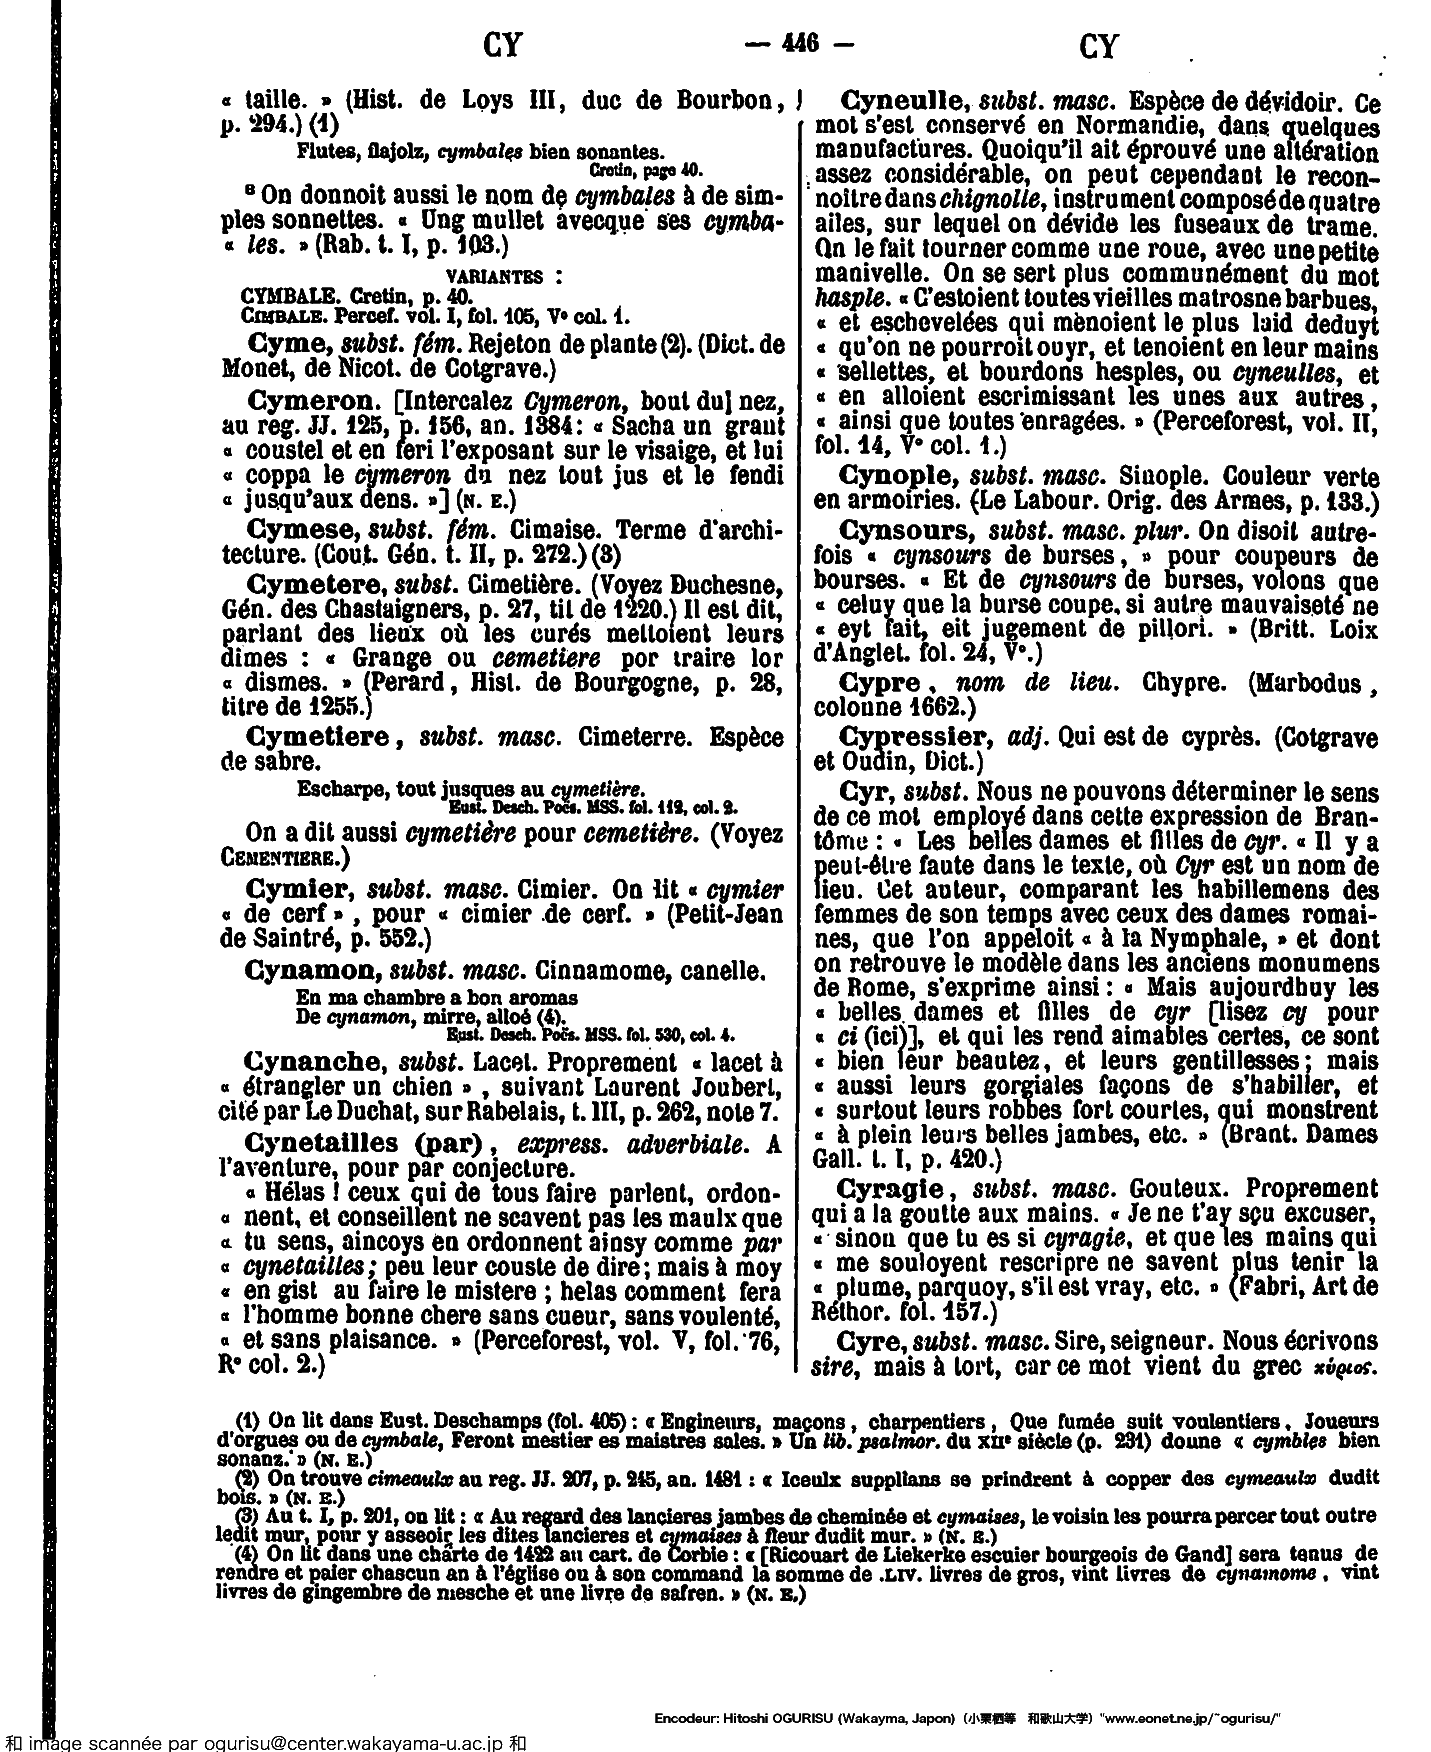 CY — 446 — CY
« taille. » (Hist. de Loys III, duc de Bourbon,
p. 294.) (1)
Flutes, flajolz, cymbales bien sonantes.
Cretin, page 40.
B On donnoit aussi le nom de cymbales à de sim-
ples sonnettes. « Ung mullet avecque ses cymba-
« les. » (Rab. t. I, p. 103.)
VARIANTES :
CYMBALE. Cretin, p. 40.
CIMBALE. Percef. vol. I, fol. 105, Vº col. 1.
Cyme, subst. fém. Rejeton de plante (2). (Dict. de
Monet, de Nicot. de Cotgrave.)
Cymeron. [Intercalez Cymeron, bout du] nez,
au reg. JJ. 125, p. 156, an. 1384: « Sacha un grant
« coustel et en feri l'exposant sur le visaige, et lui
« coppa le cymeron du nez tout jus et le fendi
« jusqu'aux dens. »] (N. E.)
Cymese, subst. fém. Cimaise. Terme d'archi-
tecture. (Cout. Gén. t. II, p. 272.) (3)
Cymetere, subst. Cimetière. (Voyez Duchesne,
Gén. des Chastaigners, p. 27, tit de 1220.) Il est dit,
parlant des lieux où les curés mettoient leurs
dimes : « Grange ou cemetiere por traire lor
« dismes. » (Perard, Hist. de Bourgogne, p. 28,
titre de 1255.)
Cymetiere, subst. masc. Cimeterre. Espèce
de sabre.
Escharpe, tout jusques au cymetière.
Eust. Desch. Poës. MSS. fol. 112, col. 2.
On a dit aussi cymetière pour cemetière. (Voyez
CEMENTIERE.)
Cymier, subst. masc. Cimier. On lit « cymier
« de cerf », pour « cimier de cerf. » (Petit-Jean
de Saintré, p. 552.)
Cynamon, subst. masc. Cinnamome, canelle.
En ma chambre a bon aromas
De cynamon, mirre, aloé (4).
Eust. Desch. Poës. MSS. fol. 530, col. 4.
Cynanche, subst. Lacet. Proprement « lacet à
« étrangler un chien », suivant Laurent Joubert,
cité par Le Duchat, sur Rabelais, t. III, p. 262, note 7.
Cynetailles (par), express. adverbiale. A
l'aventure, pour par conjecture.
« Hélas ! ceux qui de tous faire parlent, ordon-
« nent, et conseillent ne scavent pas les maulx que
« tu sens, aincoys en ordonnent ainsy comme par
« cynetailles; peu leur couste de dire; mais à moy
« en gist au faire le mistere ; helas comment fera
« l'homme bonne chere sans cueur, sans voulenté,
« et sans plaisance. » (Perceforest, vol. V, fol. 76,
Rº col. 2.)
Cyneulle, subst. masc. Espèce de dévidoir. Ce
mot s'est conservé en Normandie, dans quelques
manufactures. Quoiqu'il ait éprouvé une altération
assez considérable, on peut cependant le recon-
noitre dans chignolle, instrument composé de quatre
ailes, sur lequel on dévide les fuseaux de trame.
On le fait tourner comme une roue, avec une petite
manivelle. On se sert plus communément du mot
hasple. « C'estoient toutes vieilles matrosne barbues,
« et eschevelées qui mènoient le plus laid deduyt
« qu'on ne pourroit ouyr, et tenoient en leur mains
« sellettes, et bourdons hesples, ou cyneulles, et
« en alloient escrimissant les unes aux autres,
« ainsi que toutes enragées. » (Perceforest, vol. II,
fol. 14, Vº col. 1.)
Cynople, subst. masc. Sinople. Couleur verte
en armoiries. (Le Labour. Orig. des Armes, p. 133.)
Cynsours, subst. masc. plur. On disoit autre-
fois « cynsours de burses, » pour coupeurs de
bourses. « Et de cynsours de burses, volons que
« celuy que la burse coupe, si autre mauvaiseté ne
« eyt fait, eit jugement de pillori. » (Britt. Loix
d'Anglet. fol. 24, Vº.)
Cypre, nom de lieu. Chypre. (Marbodus,
colonne 1662.)
Cypressier, adj. Qui est de cyprès. (Cotgrave
et Oudin, Dict.)
Cyr, subst. Nous ne pouvons déterminer le sens
de ce mot employé dans cette expression de Bran-
tôme : « Les belles dames et filles de cyr. « Il y a
peut-être faute dans le texte, où Cyr est un nom de
lieu. Cet auteur, comparant les habillemens des
femmes de son temps avec ceux des dames romai-
nes, que l'on appeloit « à la Nymphale, » et dont
on retrouve le modèle dans les anciens monumens
de Rome, s'exprime ainsi : « Mais aujourdhuy les
« belles dames et filles de cyr [lisez cy pour
« ci (ici)], et qui les rend aimables certes, ce sont
« bien leur beautez, et leurs gentillesses ; mais
« aussi leurs gorgiales façons de s'habiller, et
« surtout leurs robbes fort courtes, qui monstrent
« à plein leurs belles jambes, etc. » (Brant. Dames
Gall. t. I, p. 420.)
Cyragie, subst. masc. Gouteux. Proprement
qui a la goutte aux mains. « Je ne t'ay sçu excuser,
« sinon que tu es si cyragie, et que les mains qui
« me souloyent rescripre ne savent plus tenir la
« plume, parquoy, s'il est vray, etc. » (Fabri, Art de
Réthor. fol. 157.)
Cyre, subst. masc. Sire, seigneur. Nous écrivons
sire, mais à tort, car ce mot vient du grec κύριος.
(1) On lit dans Eust. Deschamps (fol. 405) : « Engineurs, maçons, charpentiers, Que fumée suit voulentiers, Joueurs
d'orgues ou de cymbale, Feront mestier es maistres sales. » Un lib. psalmor. du XIIe siècle (p. 231) donne « cymbles bien
sonanz. » (N. E.)
(2) On trouve cimeaulx au reg. JJ. 207, p. 245, an. 1481 : « Iceulx supplians se prindrent à copper des cymeaulx dudit
bois. » (N. E.)
(3) Au t. I, p. 201, on lit : « Au regard des lancieres jambes de cheminée et cymaises, le voisin les pourra percer tout outre
ledit mur, pour y asseoir les dites lancieres et cymaises à fleur dudit mur. » (N. E.)
(4) On lit dans une charte de 1422 au cart. de Corbie : « [Ricouart de Liekerke escuier bourgeois de Gand] sera tenus de
rendre et paier chascun an à l'église ou à son command la somme de .LIV. livres de gros, vint livres de cynamome, vint
livres de gingembre de mesche et une livre de safren. » (N. E.)
Encodeur: Hitoshi OGURISU (Wakayma, Japon) (小栗栖等 和歌山大学) "www.eonet.ne.jp/~ogurisu/"
和 image scannée par ogurisu@center.wakayama-u.ac.jp 和